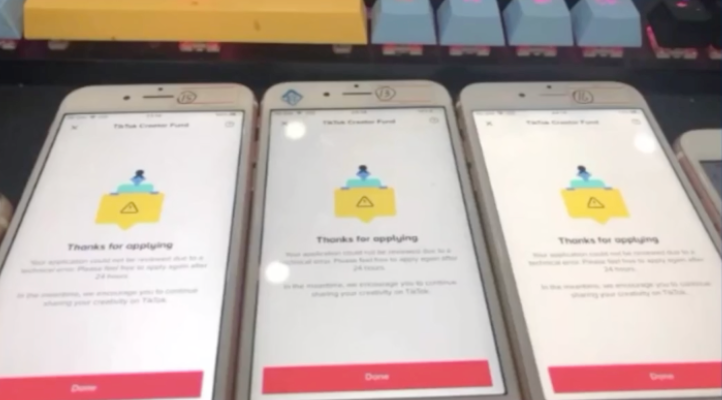 TikTok Creator Fund
Thanks for applying
Your application could not be reviewed due to a
technical error. Please feel free to apply again after
24 hours.
In the meantime, we encourage you to continue
sharing your creativity on TikTok.
Done
TikTok Creator Fund
Thanks for applying
Your application could not be reviewed due to a
technical error. Please feel free to apply again after
24 hours.
In the meantime, we encourage you to continue
sharing your creativity on TikTok.
Done
TikTok Creator Fund
Thanks for applying
Your application could not be reviewed due to a
technical error. Please feel free to apply again after
24 hours.
In the meantime, we encourage you to continue
sharing your creativity on TikTok.
Done